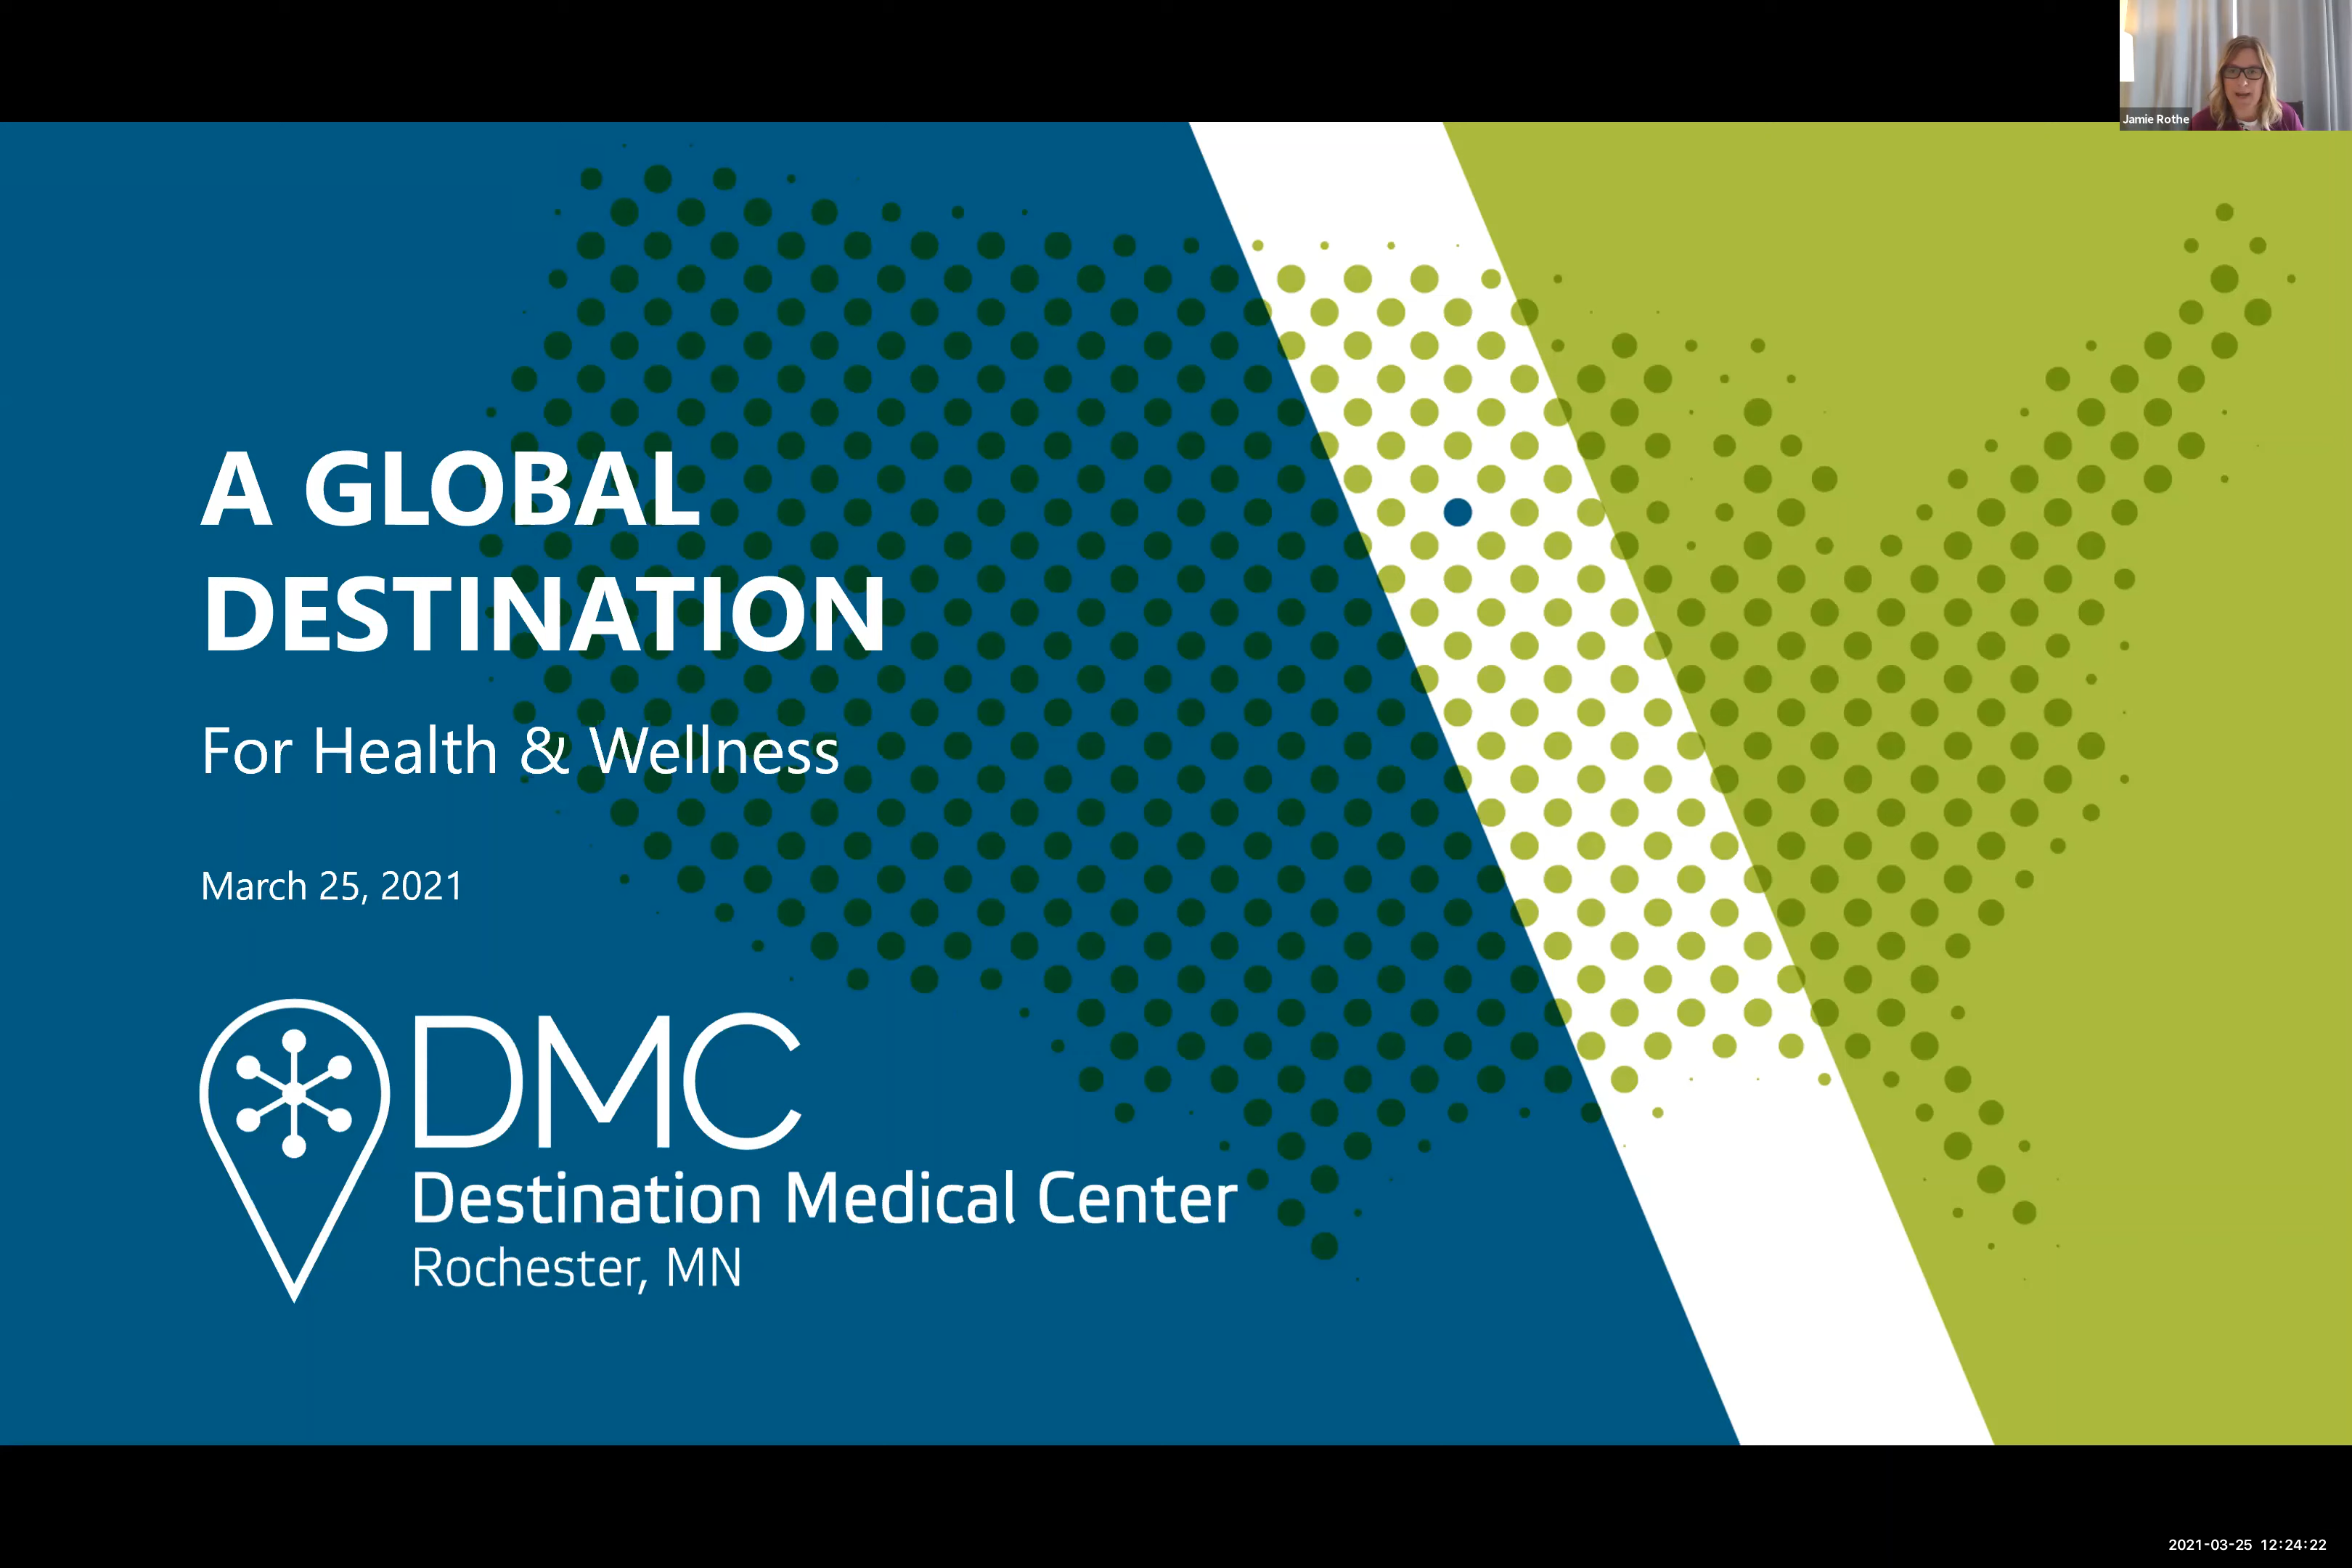 Jamie Rothe
A GLOBAL
DESTINATION
For Health & Wellness
March 25, 2021
DMC
Destination Medical Center
Rochester, MN
2021-03-25 12:24:22